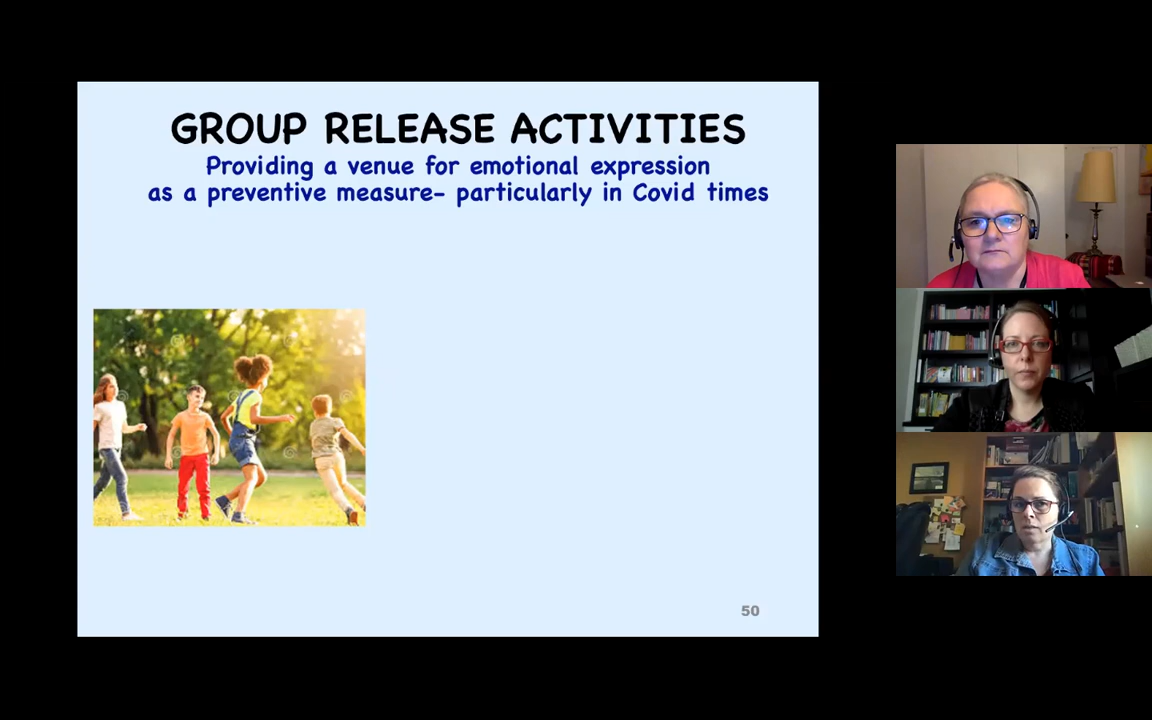 GROUP RELEASE ACTIVITIES
Providing a venue for emotional expression
as a preventive measure- particularly in Covid times
50